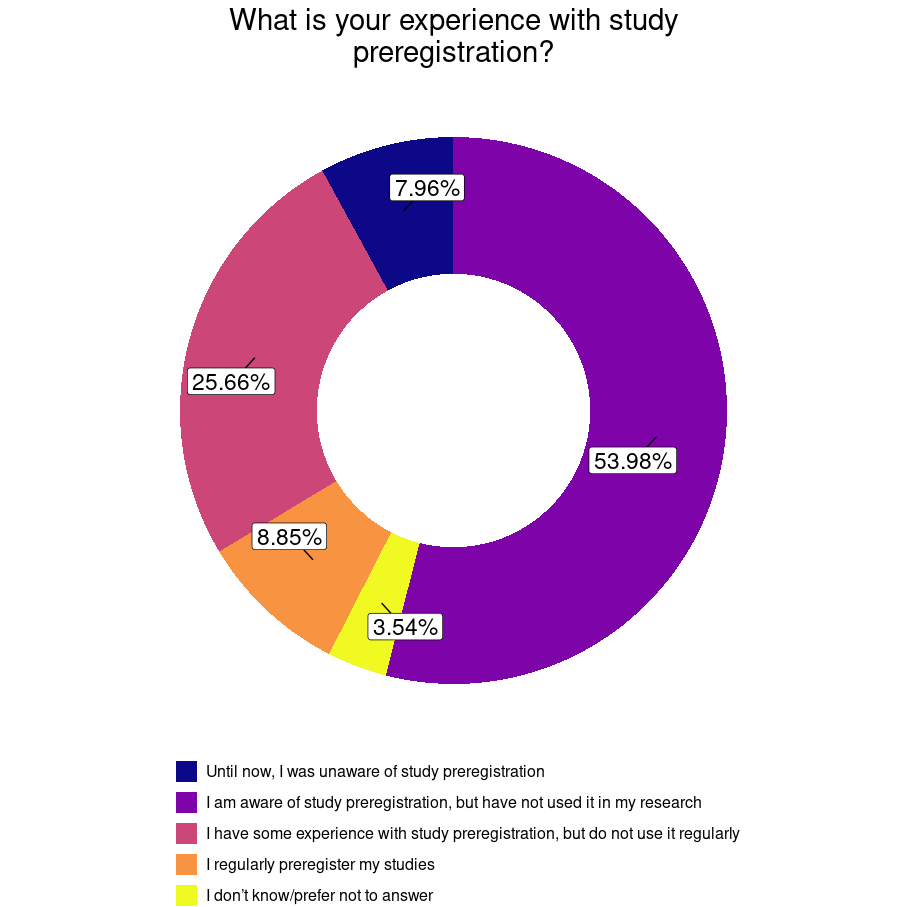 What is your experience with study
preregistration?
7.96%
25.66%
53.98%
8.85%
3.54%
Until now, I was unaware of study preregistration
I am aware of study preregistration, but have not used it in my research
I have some experience with study preregistration, but do not use it regularly
I regularly preregister my studies
I don’t know/prefer not to answer